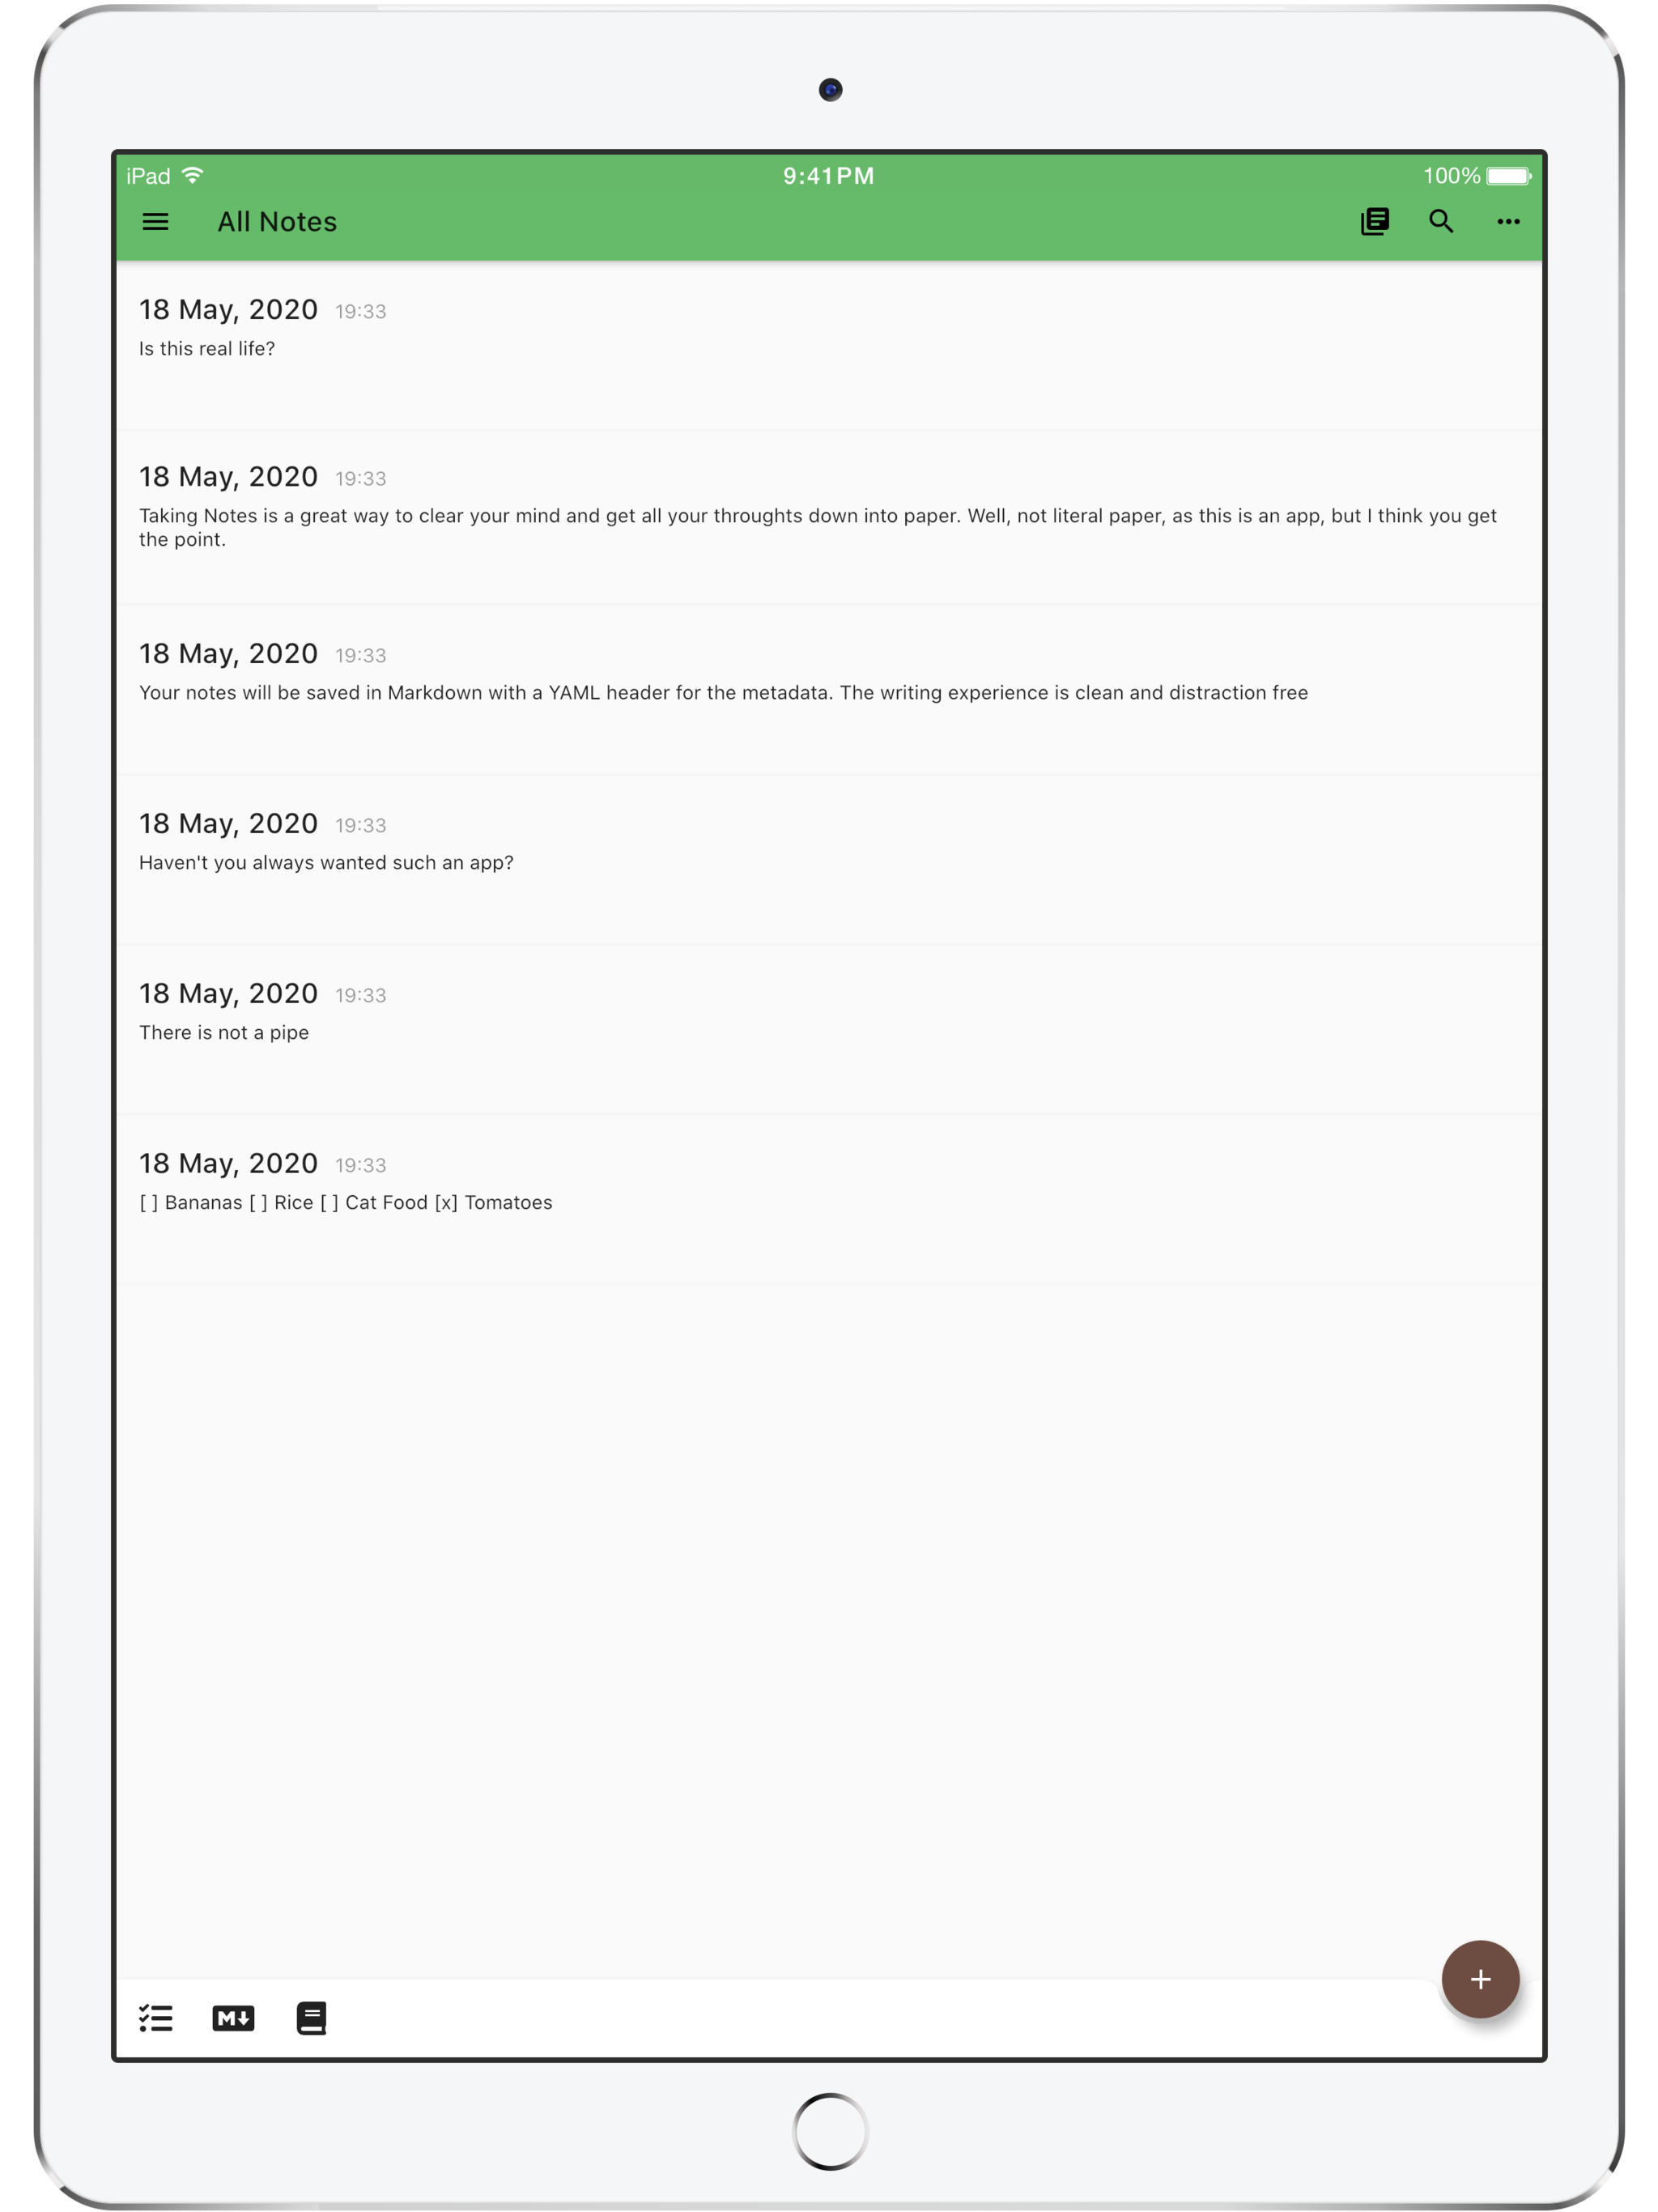 iPad 9:41PM 100%
All Notes
18 May, 2020 19:33
Is this real life?
18 May, 2020 19:33
Taking Notes is a great way to clear your mind and get all your throughts down into paper. Well, not literal paper, as this is an app, but I think you get
the point.
18 May, 2020 19:33
Your notes will be saved in Markdown with a YAML header for the metadata. The writing experience is clean and distraction free
18 May, 2020 19:33
Haven't you always wanted such an app?
18 May, 2020 19:33
There is not a pipe
18 May, 2020 19:33
[ ] Bananas [ ] Rice [ ] Cat Food [x] Tomatoes
M